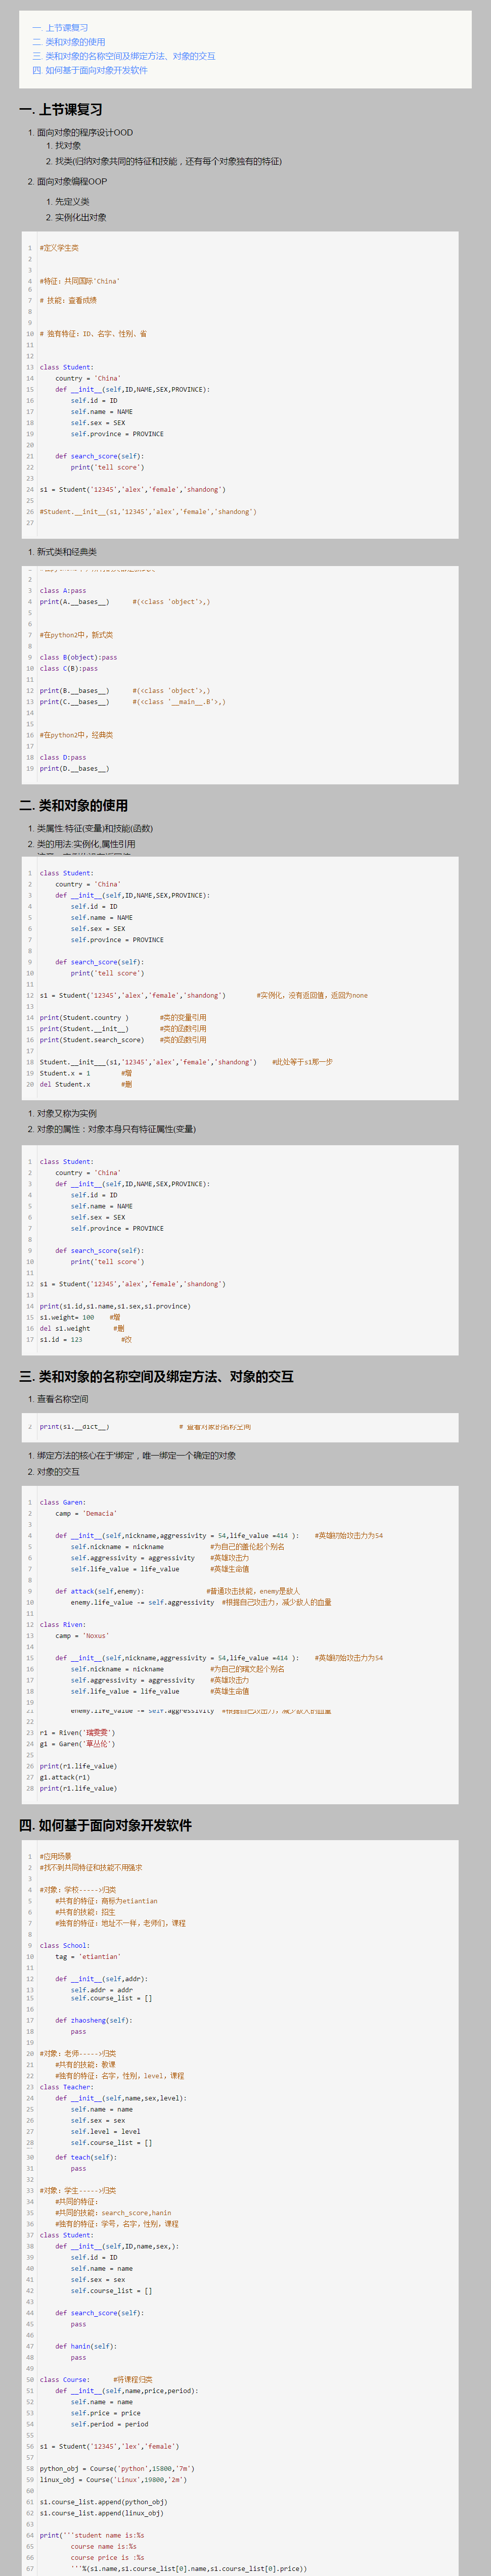 一. 上节课复习
二. 类和对象的使用
三. 类和对象的名称空间及绑定方法、对象的交互
四. 如何基于面向对象开发软件
一. 上节课复习
1. 面向对象的程序设计OOD
1. 找对象
2. 找类(归纳对象共同的特征和技能，还有每个对象独有的特征)
2. 面向对象编程OOP
1. 先定义类
2. 实例化出对象
1 #定义学生类
2
3
4 #特征：共同国际'China'
6
7 # 技能：查看成绩
8
9
10 # 独有特征：ID、名字、性别、省
11
12
13 class Student:
14 country = 'China'
15 def __init__(self,ID,NAME,SEX,PROVINCE):
16 self.id = ID
17 self.name = NAME
18 self.sex = SEX
19 self.province = PROVINCE
20
21 def search_score(self):
22 print('tell score')
23
24 s1 = Student('12345','alex','female','shandong')
25
26 #Student.__init__(s1,'12345','alex','female','shandong')
27
1. 新式类和经典类
2
3 class A:pass
4 print(A.__bases__) #(<class 'object'>,)
5
6
7 #在python2中，新式类
8
9 class B(object):pass
10 class C(B):pass
11
12 print(B.__bases__) #(<class 'object'>,)
13 print(C.__bases__) #(<class '__main__.B'>,)
14
15
16 #在python2中，经典类
17
18 class D:pass
19 print(D.__bases__)
二. 类和对象的使用
1. 类属性:特征(变量)和技能(函数)
2. 类的用法:实例化,属性引用
1 class Student:
2 country = 'China'
3 def __init__(self,ID,NAME,SEX,PROVINCE):
4 self.id = ID
5 self.name = NAME
6 self.sex = SEX
7 self.province = PROVINCE
8
9 def search_score(self):
10 print('tell score')
11
12 s1 = Student('12345','alex','female','shandong') #实例化，没有返回值，返回为none
13
14 print(Student.country ) #类的变量引用
15 print(Student.__init__) #类的函数引用
16 print(Student.search_score) #类的函数引用
17
18 Student.__init___(s1,'12345','alex','female','shandong') #此处等于s1那一步
19 Student.x = 1 #增
20 del Student.x #删
1. 对象又称为实例
2. 对象的属性：对象本身只有特征属性(变量)
1 class Student:
2 country = 'China'
3 def __init__(self,ID,NAME,SEX,PROVINCE):
4 self.id = ID
5 self.name = NAME
6 self.sex = SEX
7 self.province = PROVINCE
8
9 def search_score(self):
10 print('tell score')
11
12 s1 = Student('12345','alex','female','shandong')
13
14 print(s1.id,s1.name,s1.sex,s1.province)
15 s1.weight= 100 #增
16 del s1.weight #删
17 s1.id = 123 #改
三. 类和对象的名称空间及绑定方法、对象的交互
1. 查看名称空间
2 print(s1.__dict__) # 查看对象的名称空间
1. 绑定方法的核心在于'绑定'，唯一绑定一个确定的对象
2. 对象的交互
1 class Garen:
2 camp = 'Demacia'
3
4 def __init__(self,nickname,aggressivity = 54,life_value =414 ): #英雄初始攻击力为54
5 self.nickname = nickname #为自己的盖伦起个别名
6 self.aggressivity = aggressivity #英雄攻击力
7 self.life_value = life_value #英雄生命值
8
9 def attack(self,enemy): #普通攻击技能，enemy是敌人
10 enemy.life_value -= self.aggressivity #根据自己攻击力，减少敌人的血量
11
12 class Riven:
13 camp = 'Noxus'
14
15 def __init__(self,nickname,aggressivity = 54,life_value =414 ): #英雄初始攻击力为54
16 self.nickname = nickname #为自己的瑞文起个别名
17 self.aggressivity = aggressivity #英雄攻击力
18 self.life_value = life_value #英雄生命值
19
21 enemy.life_value -= self.aggressivity #根据自己攻击力，减少敌人的血量
22
23 r1 = Riven('瑞雯雯')
24 g1 = Garen('草丛伦')
25
26 print(r1.life_value)
27 g1.attack(r1)
28 print(r1.life_value)
四. 如何基于面向对象开发软件
1 #应用场景
2 #找不到共同特征和技能不用强求
3
4 #对象：学校----->归类
5 #共有的特征：商标为etiantian
6 #共有的技能：招生
7 #独有的特征：地址不一样，老师们，课程
8
9 class School:
10 tag = 'etiantian'
11
12 def __init__(self,addr):
13 self.addr = addr
15 self.course_list = []
16
17 def zhaosheng(self):
18 pass
19
20 #对象：老师----->归类
21 #共有的技能：教课
22 #独有的特征：名字，性别，level，课程
23 class Teacher:
24 def __init__(self,name,sex,level):
25 self.name = name
26 self.sex = sex
27 self.level = level
28 self.course_list = []
30 def teach(self):
31 pass
32
33 #对象：学生----->归类
34 #共同的特征：
35 #共同的技能：search_score,hanin
36 #独有的特征：学号，名字，性别，课程
37 class Student:
38 def __init__(self,ID,name,sex,):
39 self.id = ID
40 self.name = name
41 self.sex = sex
42 self.course_list = []
43
44 def search_score(self):
45 pass
46
47 def hanin(self):
48 pass
49
50 class Course: #将课程归类
51 def __init__(self,name,price,period):
52 self.name = name
53 self.price = price
54 self.period = period
55
56 s1 = Student('12345','lex','female')
57
58 python_obj = Course('python',15800,'7m')
59 linux_obj = Course('Linux',19800,'2m')
60
61 s1.course_list.append(python_obj)
62 s1.course_list.append(linux_obj)
63
64 print('''student name is:%s
65 course name is:%s
66 course price is :%s
67 '''%(s1.name,s1.course_list[0].name,s1.course_list[0].price))